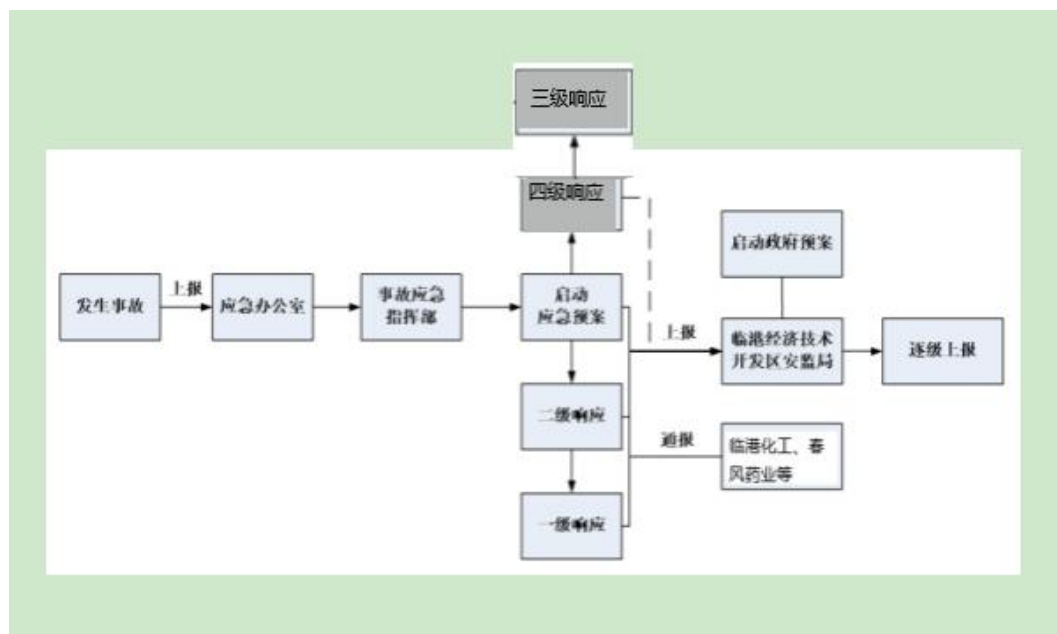 三级响应
四级响应
启动政府预案
发生事故
上报
应急办公室
事故应急
指挥部
启动
应急预案
上报
临港经济技术
开发区安监局
逐级上报
二级响应
通报
临港化工、春
风药业等
一级响应